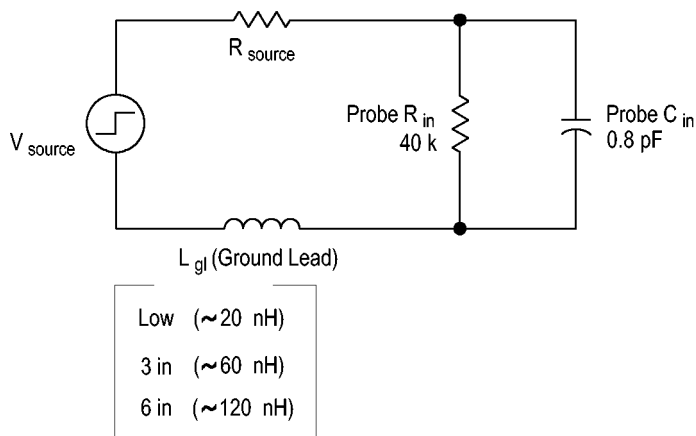 R source
V source
Probe R in
40 k
Probe C in
0.8 pF
L gl (Ground Lead)
Low (~20 nH)
3 in (~60 nH)
6 in (~120 nH)